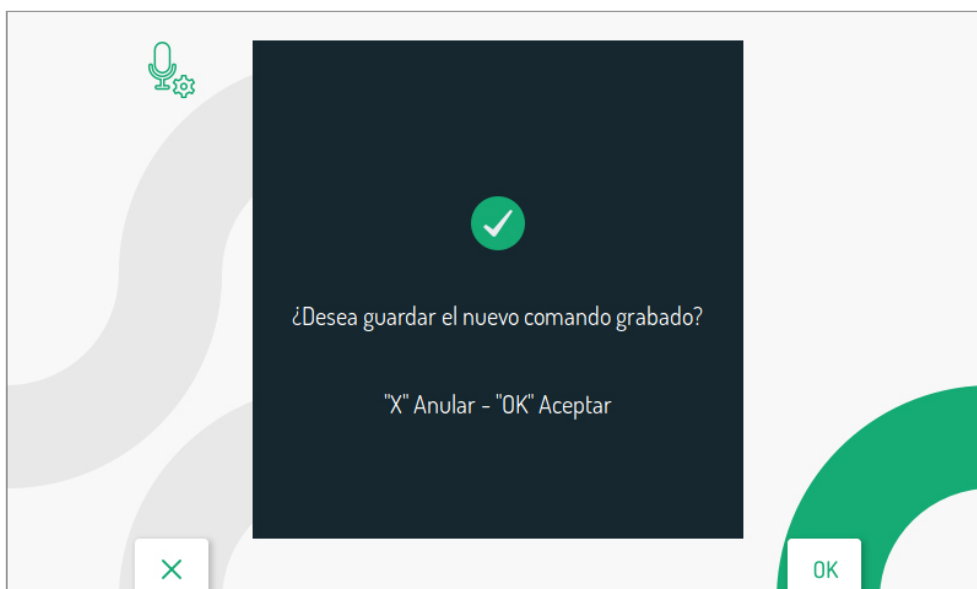 ¿Desea guardar el nuevo comando grabado?
"X" Anular - "OK" Aceptar
OK